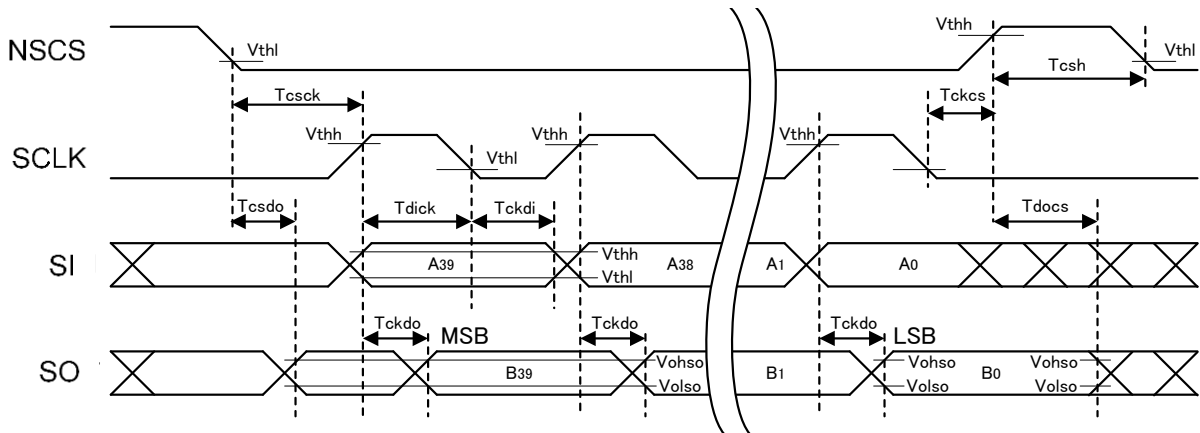 NSCS
Vthl
Vthh
Vthl
Tcsck
Tcsh
Tckcs
SCLK
Vthh
Vthl
Vthh
Vthh
Tcsdo
Tdick
Tckdi
Tdocs
SI
A39
Vthh
Vthl
A38
A1
A0
Tckdo
MSB
Tckdo
Tckdo
LSB
SO
B39
Vohso
Volso
B1
Vohso
Volso
B0
Vohso
Volso